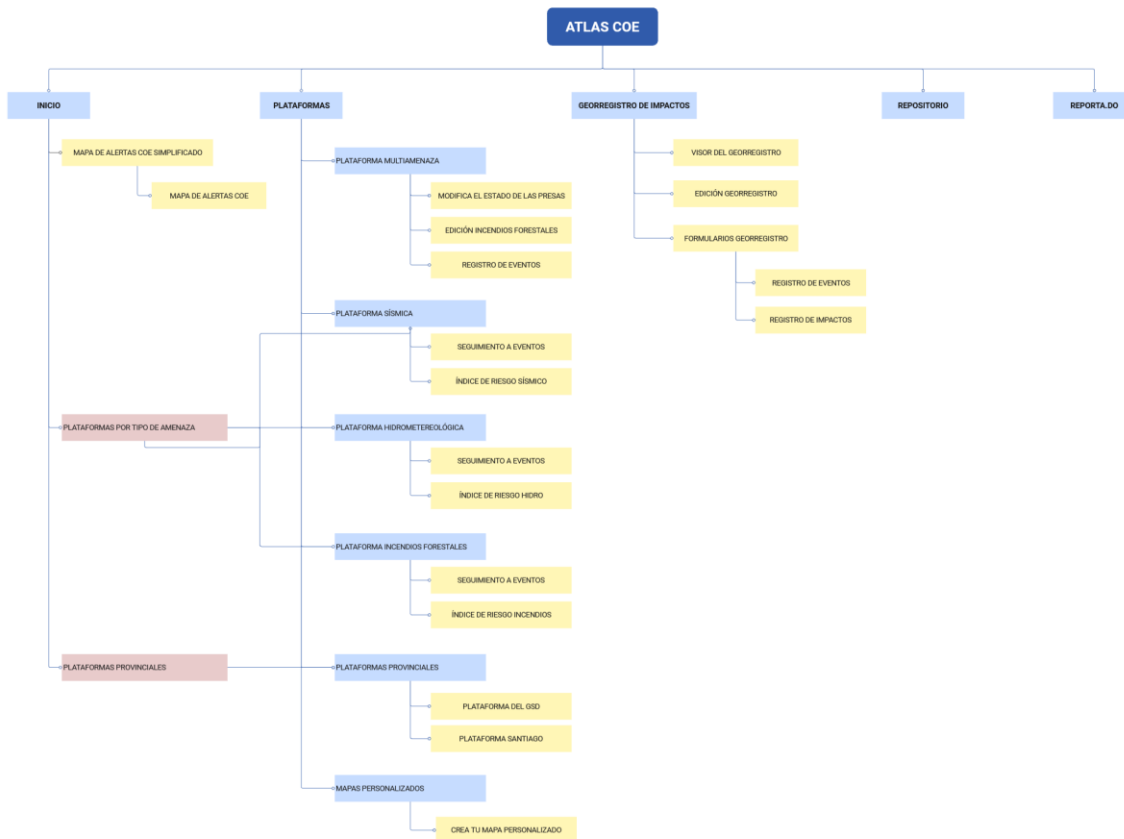 ATLAS COE
INICIO
PLATAFORMAS
GEORREGISTRO DE IMPACTOS
REPOSITORIO
REPORTA.DO
MAPA DE ALERTAS COE SIMPLIFICADO
MAPA DE ALERTAS COE
PLATAFORMAS POR TIPO DE AMENAZA
PLATAFORMAS PROVINCIALES
PLATAFORMA MULTIAMENAZA
MODIFICA EL ESTADO DE LAS PRESAS
EDICIÓN INCENDIOS FORESTALES
REGISTRO DE EVENTOS
PLATAFORMA SÍSMICA
SEGUIMIENTO A EVENTOS
ÍNDICE DE RIESGO SÍSMICO
PLATAFORMA HIDROMETEREOLÓGICA
SEGUIMIENTO A EVENTOS
ÍNDICE DE RIESGO HIDRO
PLATAFORMA INCENDIOS FORESTALES
SEGUIMIENTO A EVENTOS
ÍNDICE DE RIESGO INCENDIOS
PLATAFORMAS PROVINCIALES
PLATAFORMA DEL GSD
PLATAFORMA SANTIAGO
MAPAS PERSONALIZADOS
CREA TU MAPA PERSONALIZADO
VISOR DEL GEORREGISTRO
EDICIÓN GEORREGISTRO
FORMULARIOS GEORREGISTRO
REGISTRO DE EVENTOS
REGISTRO DE IMPACTOS